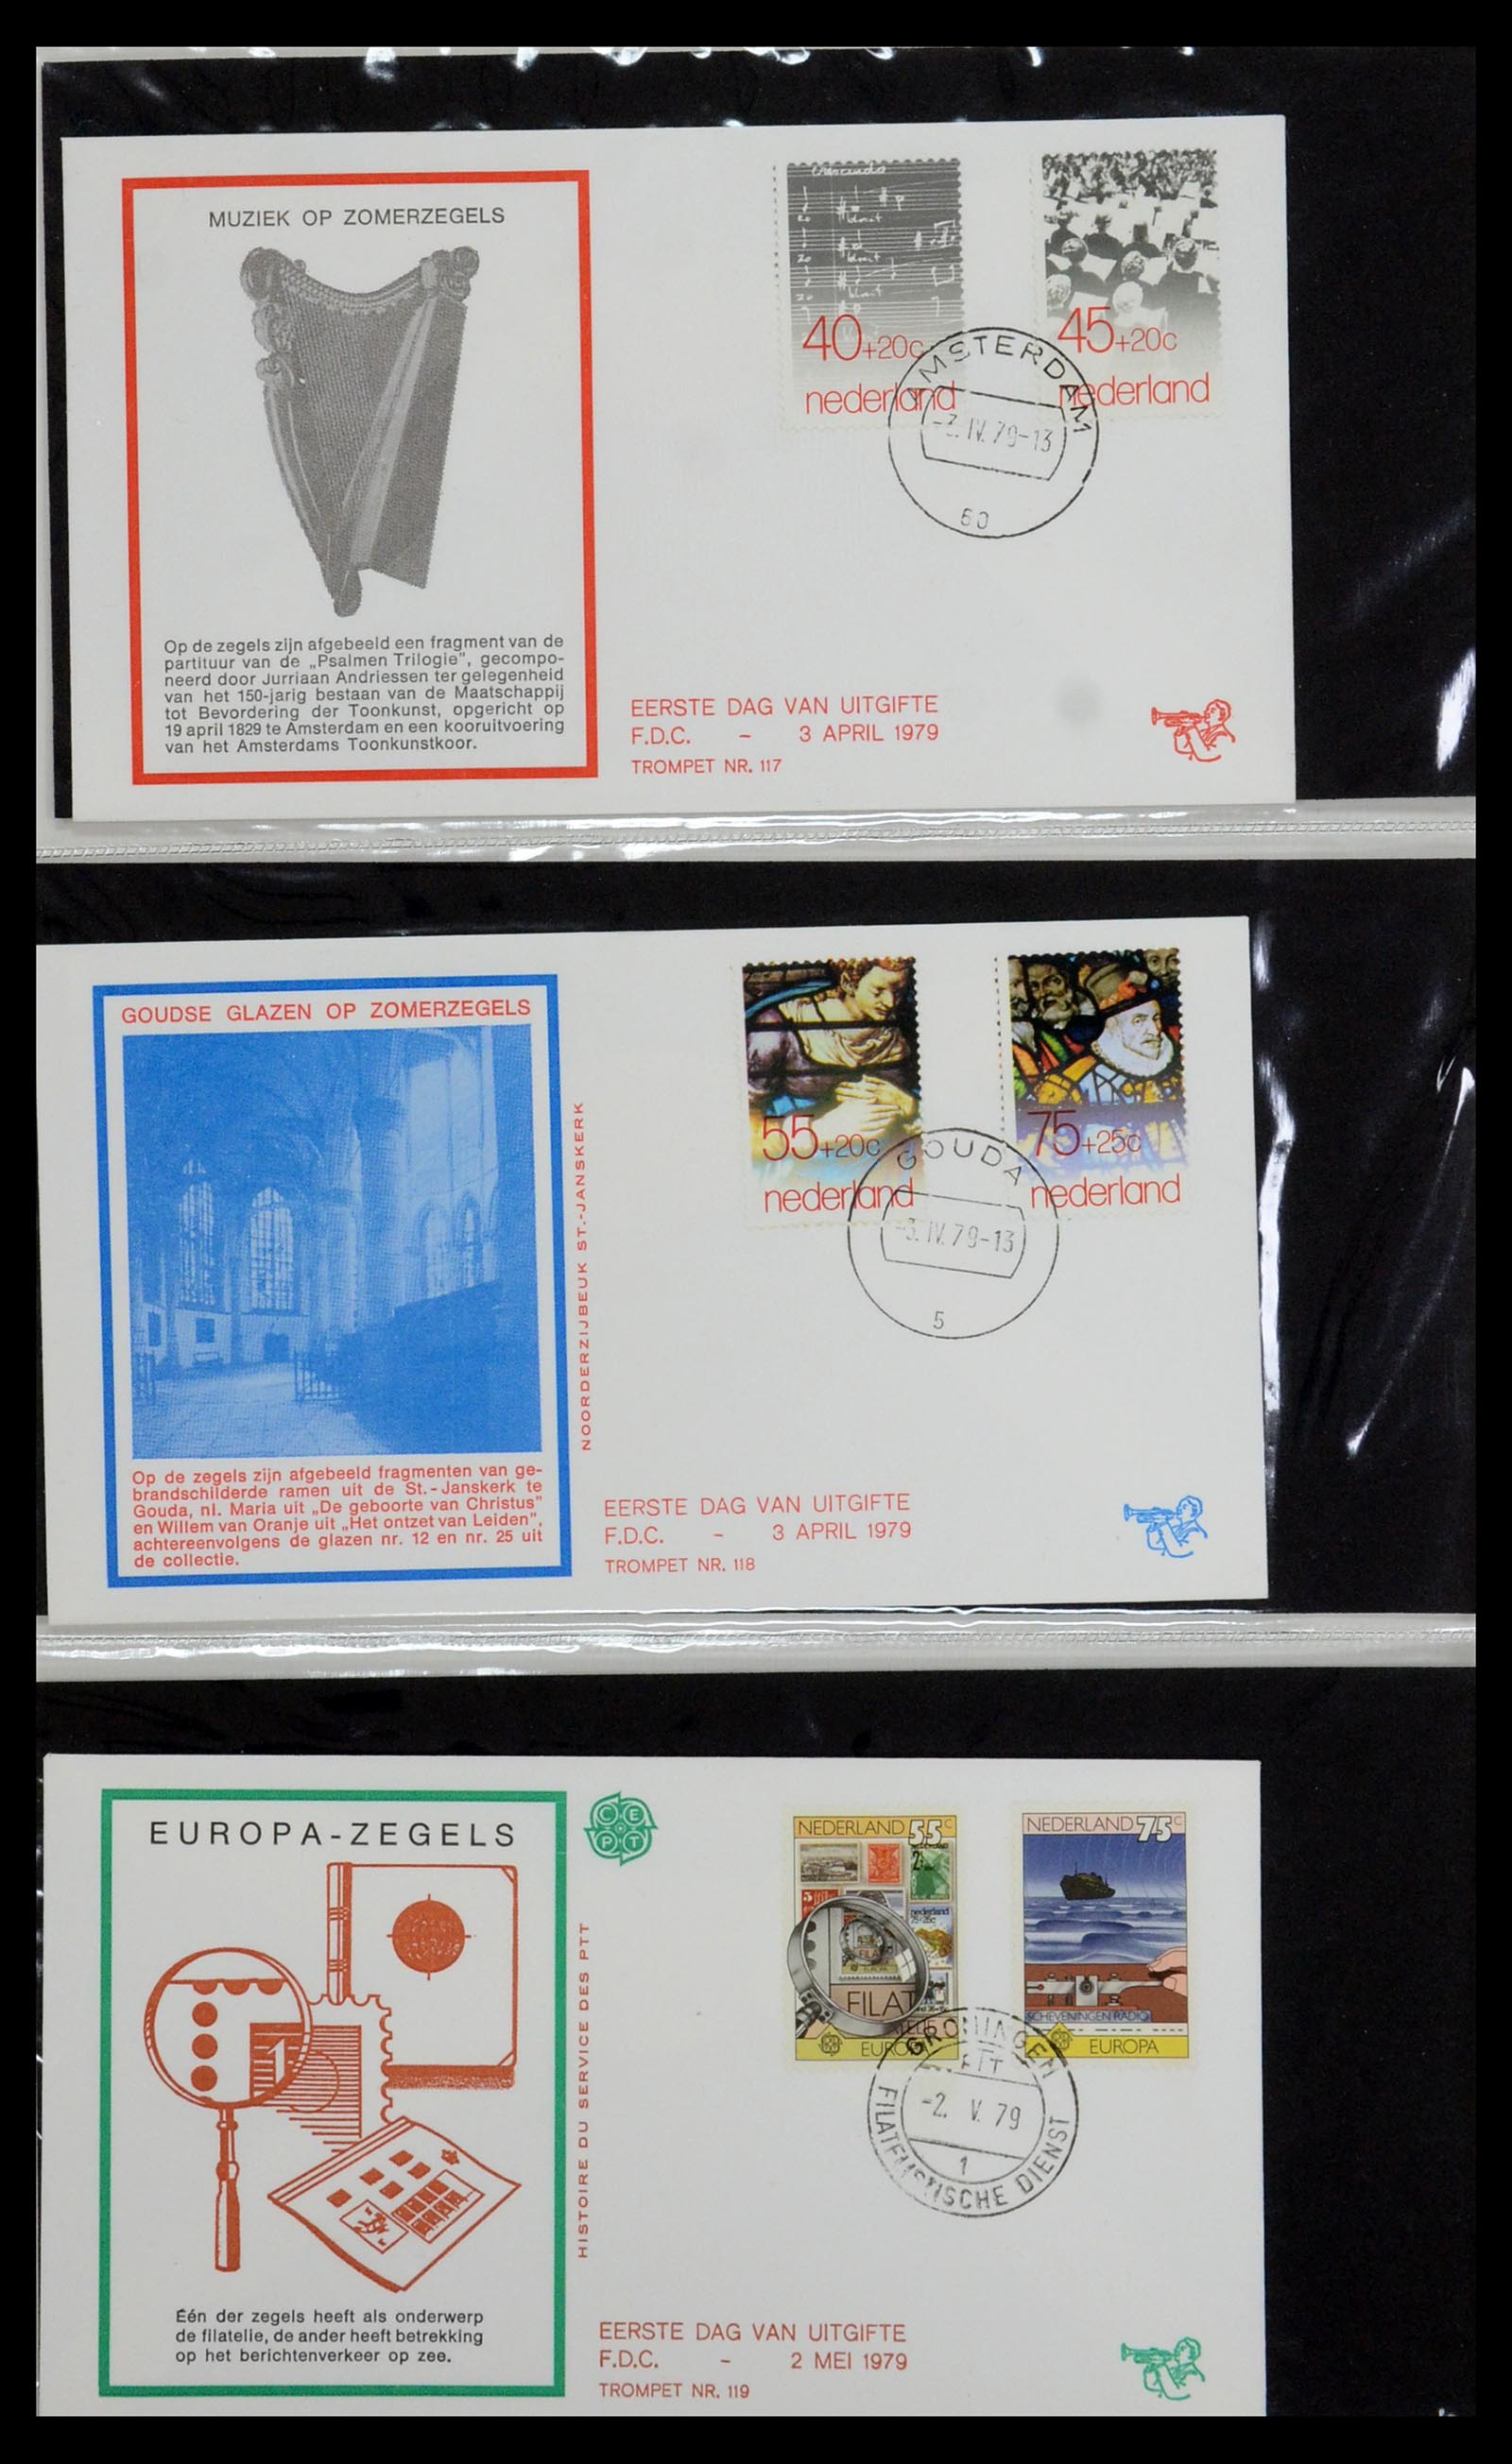 MUZIEK OP ZOMERZEGELS
Op de zegels zijn afgebeeld een fragment van de
partituur van de „Psalmen Trilogie”, gecompo-
neerd door Jurriaan Andriessen ter gelegenheid
van het 150-jarig bestaan van de Maatschappij
tot Bevordering der Toonkunst, opgericht op
19 april 1829 te Amsterdam en een kooruitvoering
van het Amsterdams Toonkunstkoor.
40+20c
nederland
45+20c
nederland
AMSTERDAM
-3.IV.79-13
60
EERSTE DAG VAN UITGIFTE
F.D.C. - 3 APRIL 1979
TROMPET NR. 117
GOUDSE GLAZEN OP ZOMERZEGELS
NOORDERZIJBEUK ST.-JANSKERK
Op de zegels zijn afgebeeld fragmenten van ge-
brandschilderde ramen uit de St.-Janskerk te
Gouda, nl. Maria uit „De geboorte van Christus”
en Willem van Oranje uit „Het ontzet van Leiden”,
achtereenvolgens de glazen nr. 12 en nr. 25 uit
de collectie.
55+20c
nederland
75+25c
nederland
GOUDA
-3.IV.79-13
5
EERSTE DAG VAN UITGIFTE
F.D.C. - 3 APRIL 1979
TROMPET NR. 118
EUROPA-ZEGELS
CEPT
HISTOIRE DU SERVICE DES PTT
1
Één der zegels heeft als onderwerp
de filatelie, de ander heeft betrekking
op het berichtenverkeer op zee.
NEDERLAND 55c
nederland
75+25c
FILAT
EUROPA
NEDERLAND 75c
SCHEVENINGEN RADIO
EUROPA
GRONINGEN
PTT
-2. V. 79
1
FILATELISTISCHE DIENST
EERSTE DAG VAN UITGIFTE
F.D.C. - 2 MEI 1979
TROMPET NR. 119